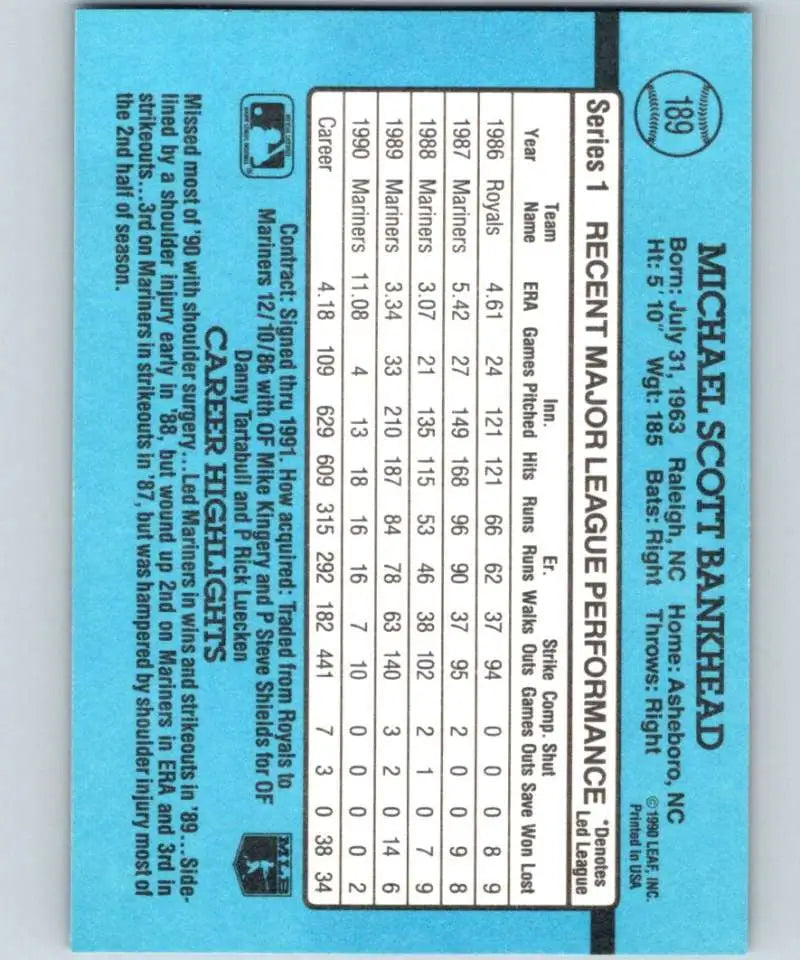 189
MICHAEL SCOTT BANKHEAD
Born: July 31, 1963 Raleigh, NC Home: Asheboro, NC
Ht: 5' 10" Wgt: 185 Bats: Right Throws: Right
© 1990 LEAF, INC.
Printed in USA
Series 1 RECENT MAJOR LEAGUE PERFORMANCE *Denotes Led League
Year Team Name ERA Games Inn. Pitched Hits Runs Er. Runs Walks Strike Outs Comp. Games Shut Outs Save Won Lost
1986 Royals 4.61 24 121 121 66 62 37 94 0 0 0 8 9
1987 Mariners 5.42 27 149 168 96 90 37 95 2 0 0 9 8
1988 Mariners 3.07 21 135 115 53 46 38 102 2 1 0 7 9
1989 Mariners 3.34 33 210 187 84 78 63 140 3 2 0 14 6
1990 Mariners 11.08 4 13 18 16 16 7 10 0 0 0 0 2
Career 4.18 109 629 609 315 292 182 441 7 3 0 38 34
Contract: Signed thru 1991. How acquired: Traded from Royals to
Mariners 12/10/86 with OF Mike Kingery and P Steve Shields for OF
Danny Tartabull and P Rick Luecken
MLB
CAREER HIGHLIGHTS
Missed most of '90 with shoulder surgery...Led Mariners in wins and strikeouts in '89...Side-
lined by a shoulder injury early in '88, but wound up 2nd on Mariners in ERA and 3rd in
strikeouts...3rd on Mariners in strikeouts in '87, but was hampered by shoulder injury most of
the 2nd half of season.